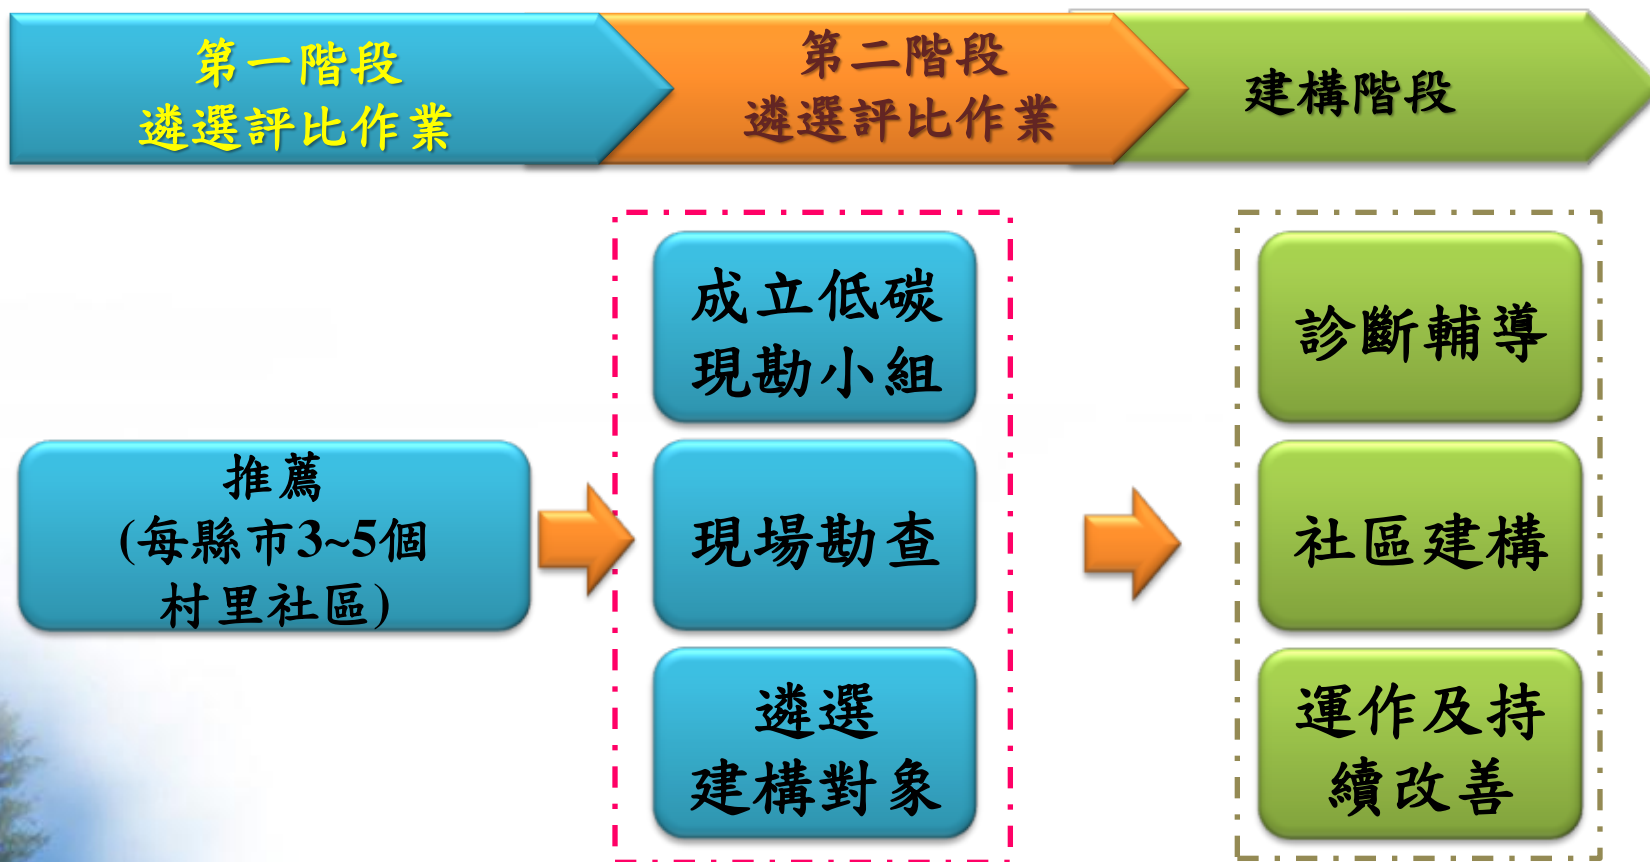 第一階段
遴選評比作業
第二階段
遴選評比作業
建構階段
推薦
(每縣市3~5個
村里社區)
成立低碳
現勘小組
現場勘查
遴選
建構對象
診斷輔導
社區建構
運作及持
續改善